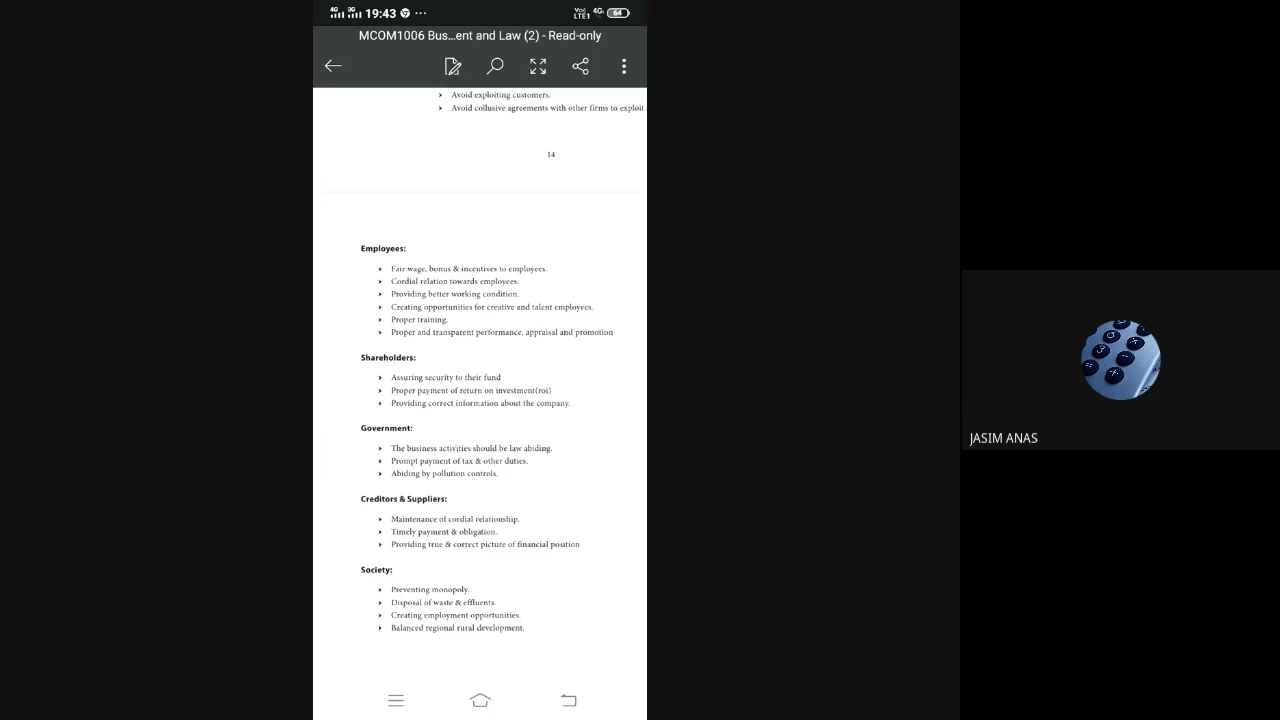 19:43
64
MCOM1006 Bus...ent and Law (2) - Read-only
Avoid exploiting customers.
Avoid collusive agreements with other firms to exploit
14
Employees:
Fair wage, bonus & incentives to employees.
Cordial relation towards employees.
Providing better working condition.
Creating opportunities for creative and talent employees.
Proper training.
Proper and transparent performance, appraisal and promotion
Shareholders:
Assuring security to their fund
Proper payment of return on investment(roi)
Providing correct information about the company.
Government:
The business activities should be law abiding.
Prompt payment of tax & other duties.
Abiding by pollution controls.
Creditors & Suppliers:
Maintenance of cordial relationship.
Timely payment & obligation.
Providing true & correct picture of financial position
Society:
Preventing monopoly.
Disposal of waste & effluents.
Creating employment opportunities.
Balanced regional rural development.
JASIM ANAS